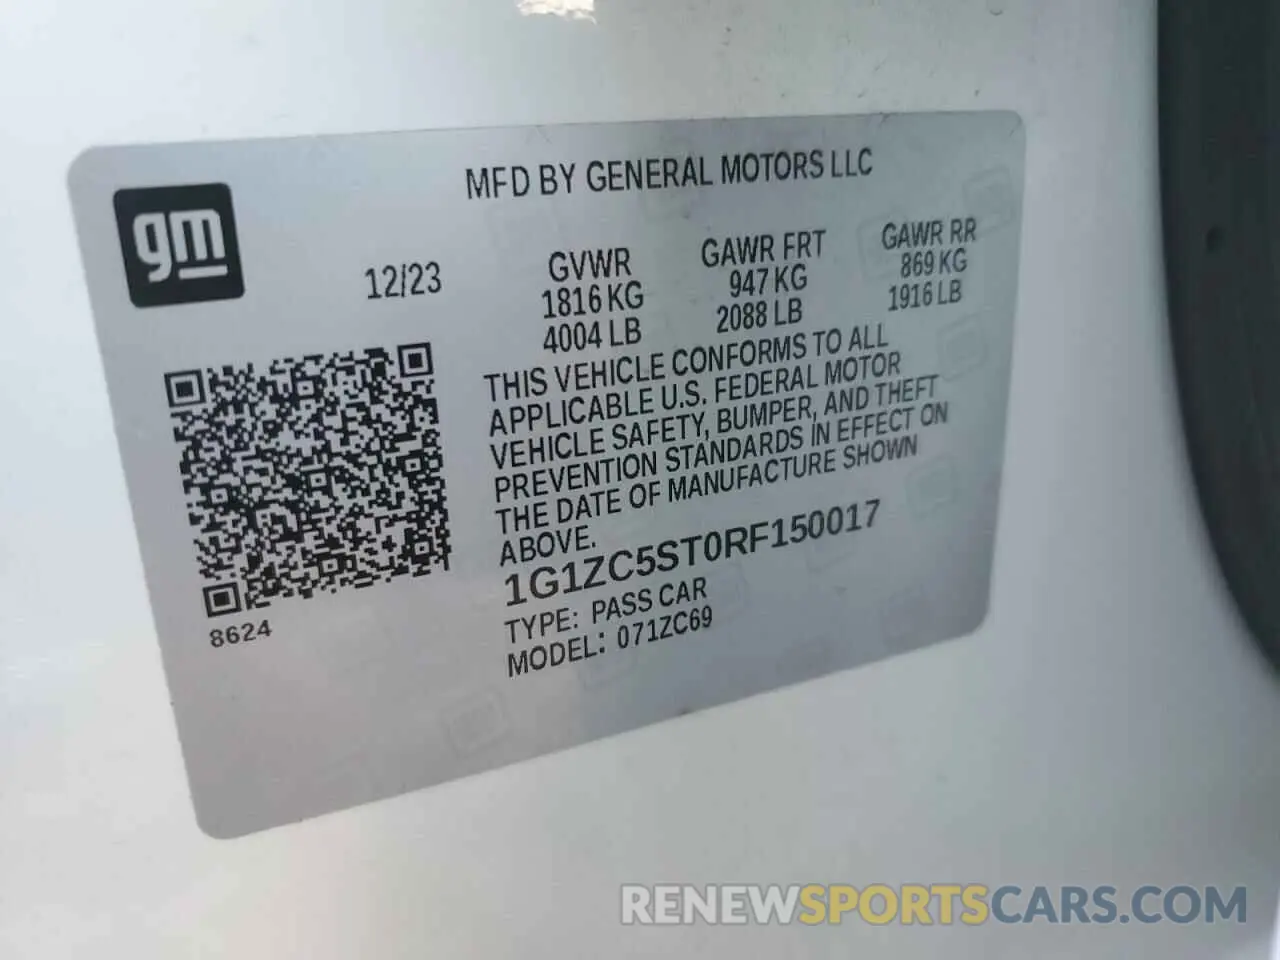 MFD BY GENERAL MOTORS LLC
gm
12/23
GVWR
1816 KG
4004 LB
GAWR FRT
947 KG
2088 LB
GAWR RR
869 KG
1916 LB
THIS VEHICLE CONFORMS TO ALL
APPLICABLE U.S. FEDERAL MOTOR
VEHICLE SAFETY, BUMPER, AND THEFT
PREVENTION STANDARDS IN EFFECT ON
THE DATE OF MANUFACTURE SHOWN
ABOVE.
1G1ZC5ST0RF150017
TYPE: PASS CAR
MODEL: 071ZC69
8624
RENEWSPORTSCARS.COM